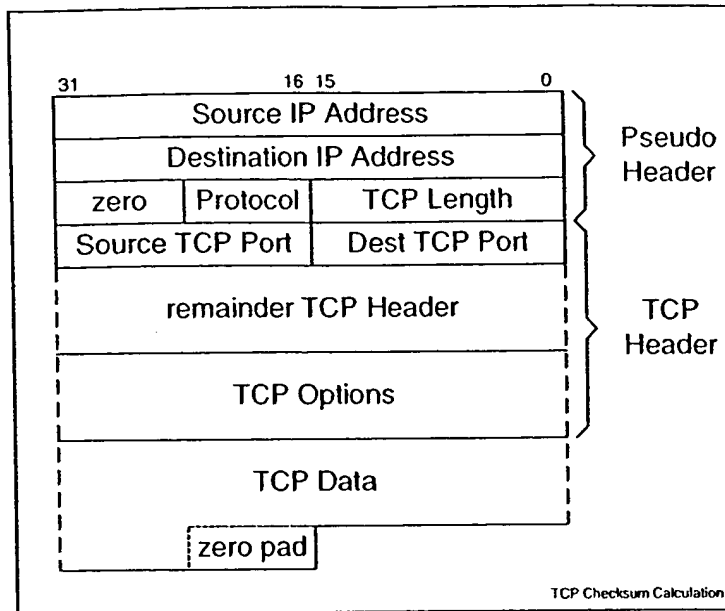 31 16 15 0
Source IP Address
Destination IP Address
Pseudo
Header
zero Protocol TCP Length
Source TCP Port Dest TCP Port
remainder TCP Header
TCP
Header
TCP Options
TCP Data
zero pad
TCP Checksum Calculation